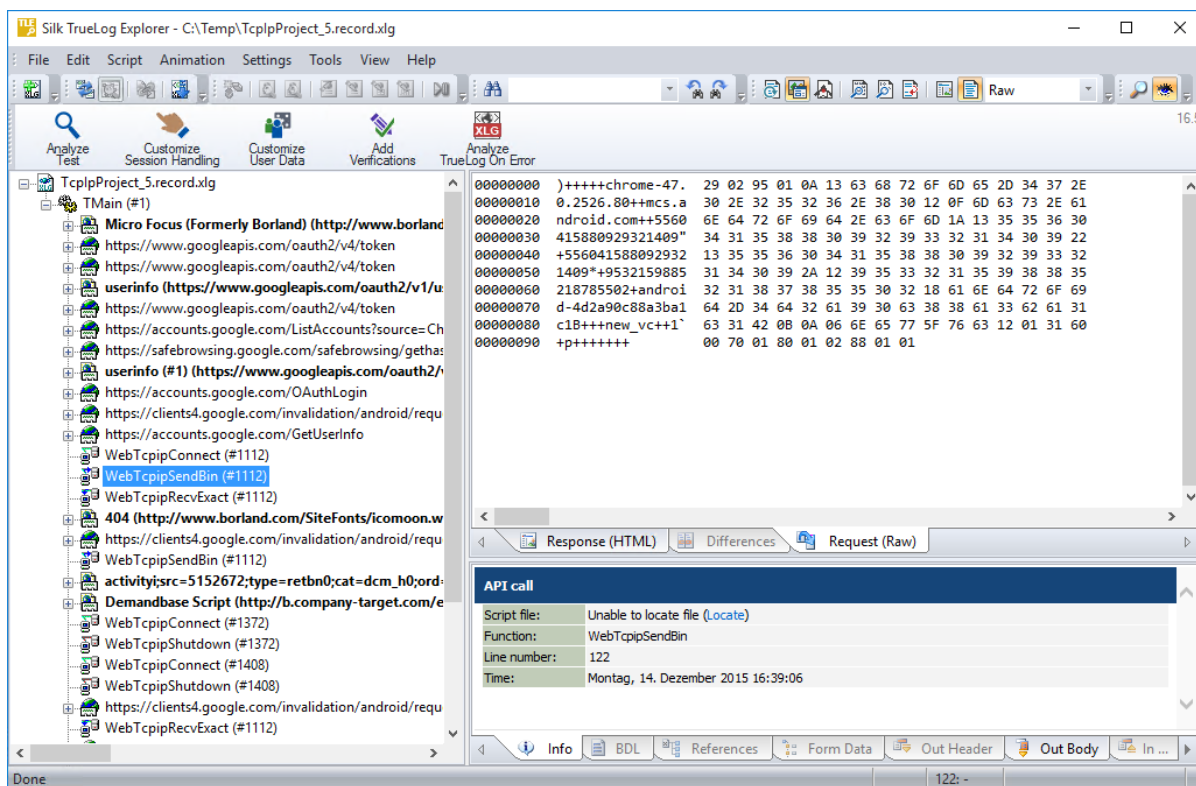 Silk TrueLog Explorer - C:\Temp\TcpIpProject_5.record.xlg
File Edit Script Animation Settings Tools View Help
Raw
Analyze Test
Customize Session Handling
Customize User Data
Add Verifications
Analyze TrueLog On Error
XLG
16.5
TcpIpProject_5.record.xlg
TMain (#1)
Micro Focus (Formerly Borland) (http://www.borland
https://www.googleapis.com/oauth2/v4/token
https://www.googleapis.com/oauth2/v4/token
userinfo (https://www.googleapis.com/oauth2/v1/u
https://www.googleapis.com/oauth2/v4/token
https://accounts.google.com/ListAccounts?source=Ch
https://safebrowsing.google.com/safebrowsing/gethas
userinfo (#1) (https://www.googleapis.com/oauth2/
https://accounts.google.com/OAuthLogin
https://clients4.google.com/invalidation/android/requ
https://accounts.google.com/GetUserInfo
WebTcpipConnect (#1112)
WebTcpipSendBin (#1112)
WebTcpipRecvExact (#1112)
404 (http://www.borland.com/SiteFonts/icomoon.w
https://clients4.google.com/invalidation/android/requ
WebTcpipSendBin (#1112)
activityi;src=5152672;type=retbn0;cat=dcm_h0;ord=
Demandbase Script (http://b.company-target.com/e
WebTcpipConnect (#1372)
WebTcpipShutdown (#1372)
WebTcpipConnect (#1408)
WebTcpipShutdown (#1408)
https://clients4.google.com/invalidation/android/requ
WebTcpipRecvExact (#1112)
00000000 )+++++chrome-47. 29 02 95 01 0A 13 63 68 72 6F 6D 65 2D 34 37 2E
00000010 0.2526.80++mcs.a 30 2E 32 35 32 36 2E 38 30 12 0F 6D 63 73 2E 61
00000020 ndroid.com++5560 6E 64 72 6F 69 64 2E 63 6F 6D 1A 13 35 35 36 30
00000030 415880929321409" 34 31 35 38 38 30 39 32 39 33 32 31 34 30 39 22
00000040 +556041588092932 13 35 35 36 30 34 31 35 38 38 30 39 32 39 33 32
00000050 1409*+9532159885 31 34 30 39 2A 12 39 35 33 32 31 35 39 38 38 35
00000060 218785502+androi 32 31 38 37 38 35 35 30 32 18 61 6E 64 72 6F 69
00000070 d-4d2a90c88a3ba1 64 2D 34 64 32 61 39 30 63 38 38 61 33 62 61 31
00000080 c1B+++new_vc++1` 63 31 42 0B 0A 06 6E 65 77 5F 76 63 12 01 31 60
00000090 +p+++++++ 00 70 01 80 01 02 88 01 01
Response (HTML) Differences Request (Raw)
API call
Script file: Unable to locate file (Locate)
Function: WebTcpipSendBin
Line number: 122
Time: Montag, 14. Dezember 2015 16:39:06
Info BDL References Form Data Out Header Out Body In ...
Done 122: -